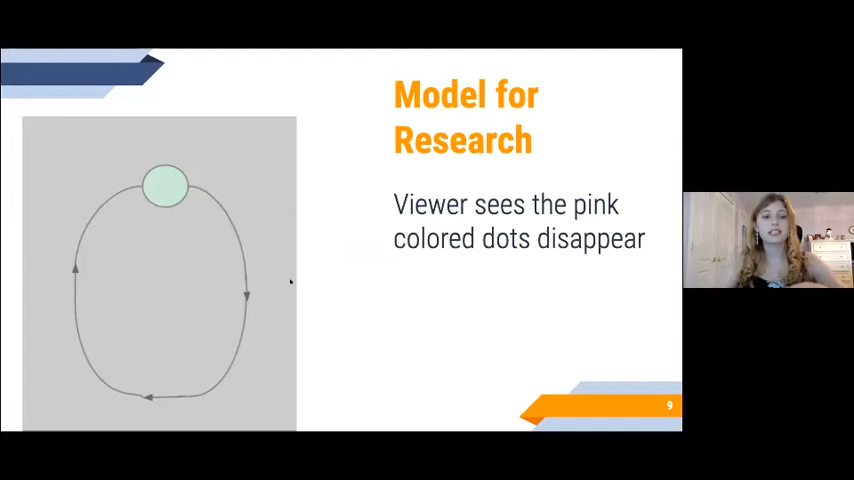 Model for
Research
Viewer sees the pink
colored dots disappear
9